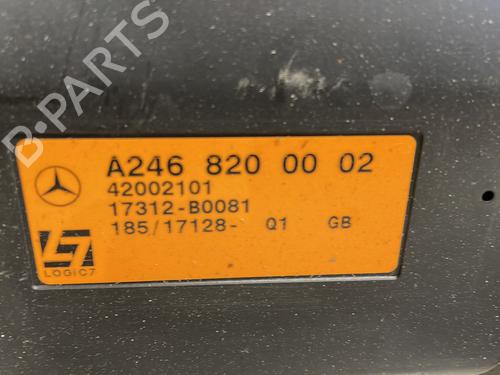 A246 820 00 02
42002101
17312-B0081
185/17128- Q1 GB
LOGIC7
B-PARTS